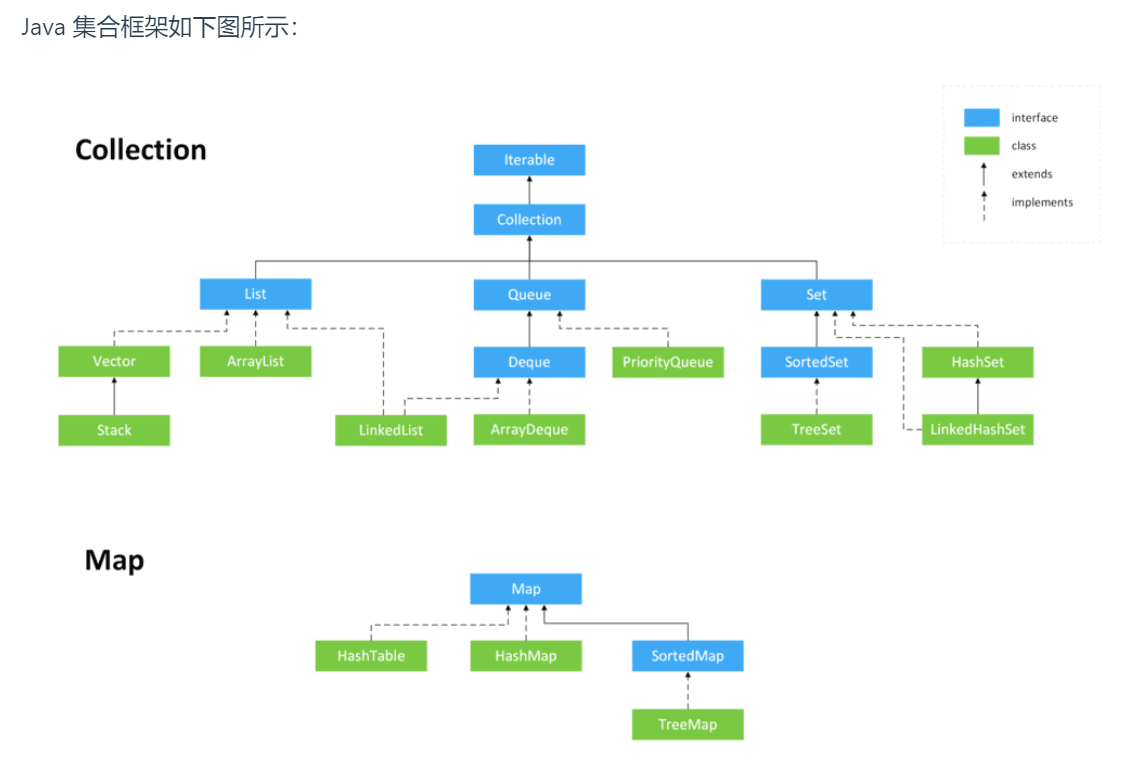 Java 集合框架如下图所示：
interface
class
extends
implements
Collection
Iterable
Collection
List
Queue
Set
Vector
ArrayList
Deque
PriorityQueue
SortedSet
HashSet
Stack
LinkedList
ArrayDeque
TreeSet
LinkedHashSet
Map
Map
HashTable
HashMap
SortedMap
TreeMap